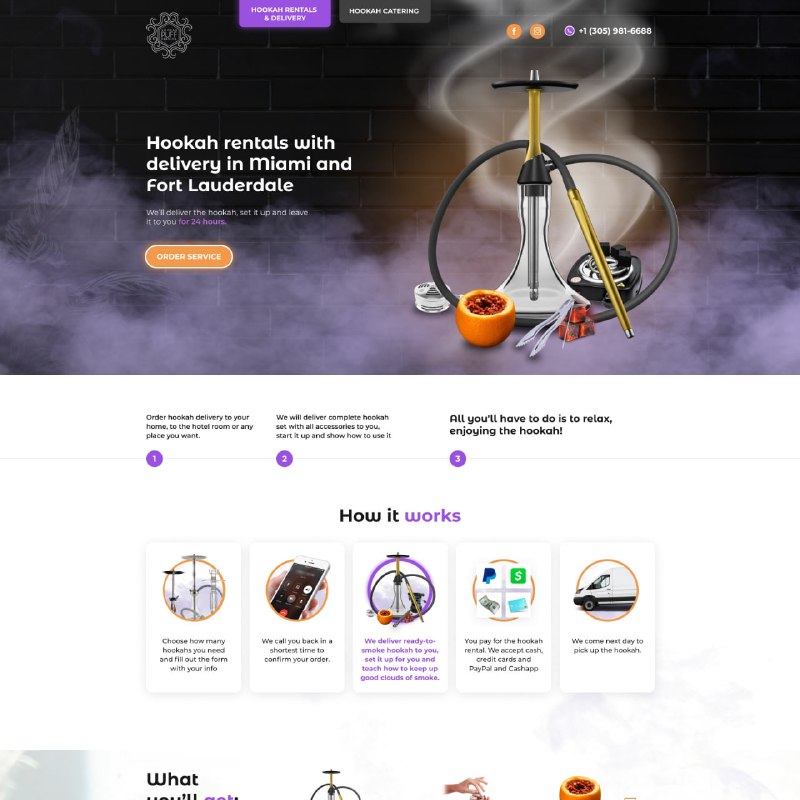 HOOKAH RENTALS
& DELIVERY
HOOKAH CATERING
+1 (305) 981-6688
Hookah rentals with
delivery in Miami and
Fort Lauderdale
We'll deliver the hookah, set it up and leave
it to you for 24 hours.
ORDER SERVICE
Order hookah delivery to your
home, to the hotel room or any
place you want.
We will deliver complete hookah
set with all accessories to you,
start it up and show how to use it
All you'll have to do is to relax,
enjoying the hookah!
1
2
3
How it works
Choose how many
hookahs you need
and fill out the form
with your info
We call you back in a
shortest time to
confirm your order.
We deliver ready-to-
smoke hookah to you,
set it up for you and
teach how to keep up
good clouds of smoke.
You pay for the hookah
rental. We accept cash,
credit cards and
PayPal and Cashapp
We come next day to
pick up the hookah.
What
you'll get: